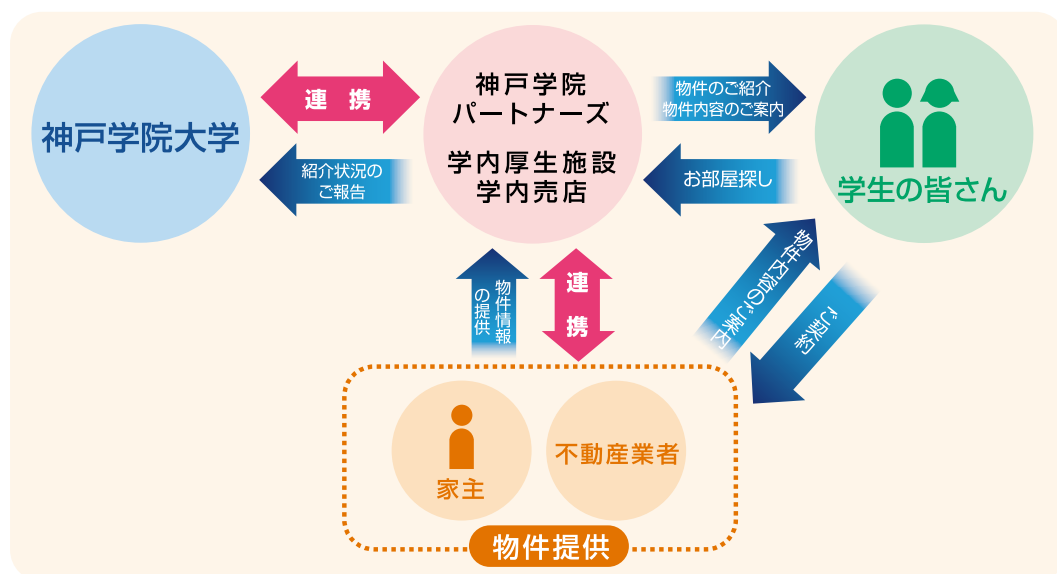 神戸学院大学
連携
紹介状況の
ご報告
神戸学院
パートナーズ
学内厚生施設
学内売店
物件のご紹介
物件内容のご案内
お部屋探し
学生の皆さん
物件情報
の提供
連携
物件内容のご案内
ご契約
家主
不動産業者
物件提供